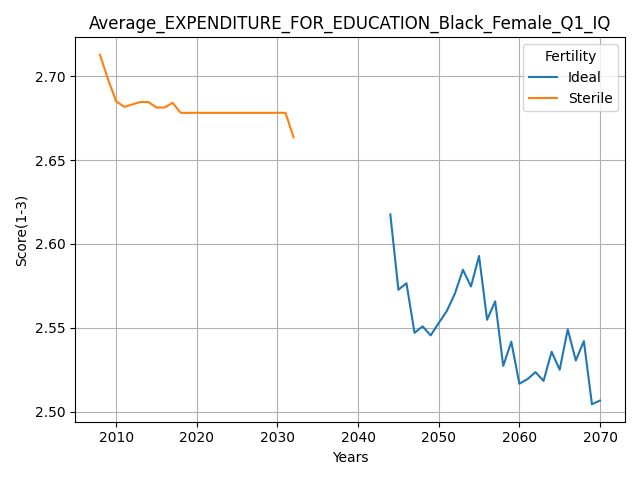 Average_EXPENDITURE_FOR_EDUCATION_Black_Female_Q1_IQ
Fertility
Ideal
Sterile
Score(1-3)
2.70
2.65
2.60
2.55
2.50
2010 2020 2030 2040 2050 2060 2070
Years